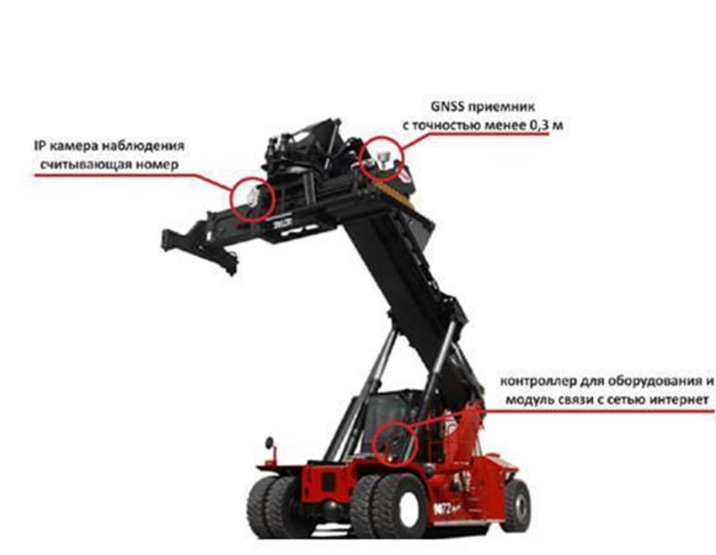 GNSS приемник
с точностью менее 0,3 м
IP камера наблюдения
считывающая номер
контроллер для оборудования и
модуль связи с сетью интернет